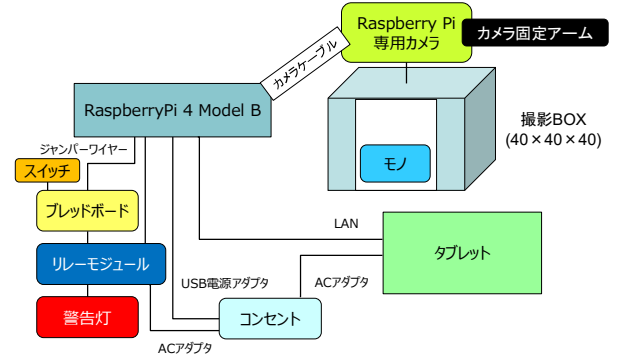 Raspberry Pi
専用カメラ
カメラ固定アーム
カメラケーブル
RaspberryPi 4 Model B
撮影BOX
(40×40×40)
ジャンパーワイヤー
スイッチ
モノ
ブレッドボード
LAN
リレーモジュール
タブレット
USB電源アダプタ
ACアダプタ
警告灯
コンセント
ACアダプタ